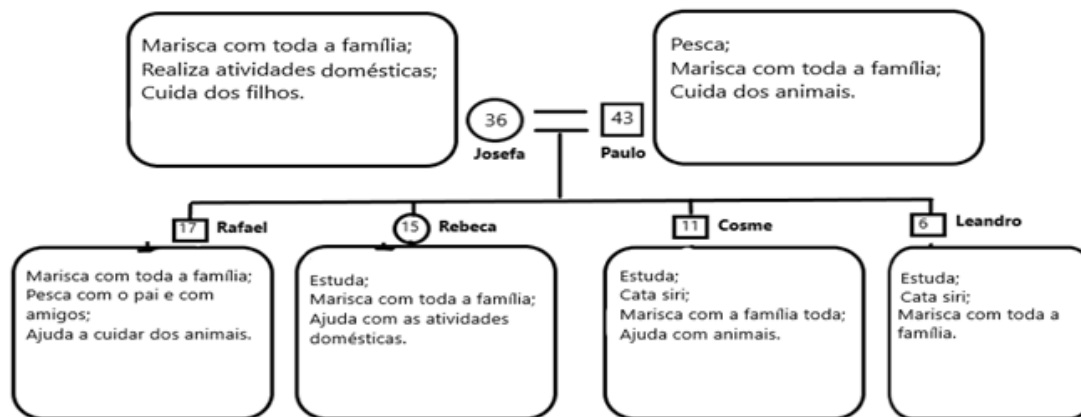 Marisca com toda a família;
Realiza atividades domésticas;
Cuida dos filhos.
36
Josefa
43
Paulo
Pesca;
Marisca com toda a família;
Cuida dos animais.
17 Rafael
Marisca com toda a família;
Pesca com o pai e com
amigos;
Ajuda a cuidar dos animais.
15 Rebeca
Estuda;
Marisca com toda a família;
Ajuda com as atividades
domésticas.
11 Cosme
Estuda;
Cata siri;
Marisca com a família toda;
Ajuda com animais.
6 Leandro
Estuda;
Cata siri;
Marisca com toda a
família.